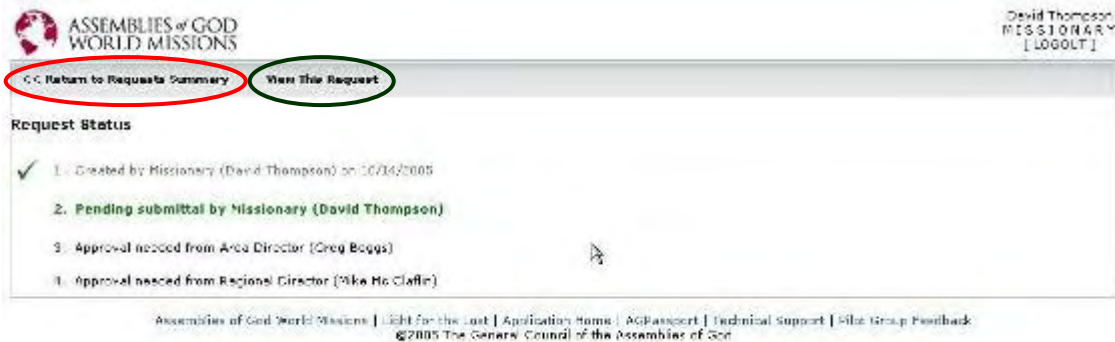 ASSEMBLIES of GOD
WORLD MISSIONS
David Thompson
MISSIONARY
[ LOGOUT ]
<< Return to Requests Summary View This Request
Request Status
1. Created by Missionary (David Thompson) on 10/14/2005
2. Pending submittal by Missionary (David Thompson)
3. Approval needed from Area Director (Greg Beggs)
4. Approval needed from Regional Director (Mike Mc Claflin)
Assemblies of God World Missions | Light for the Lost | Application Home | AGPassport | Technical Support | Pilot Group Feedback
©2005 The General Council of the Assemblies of God